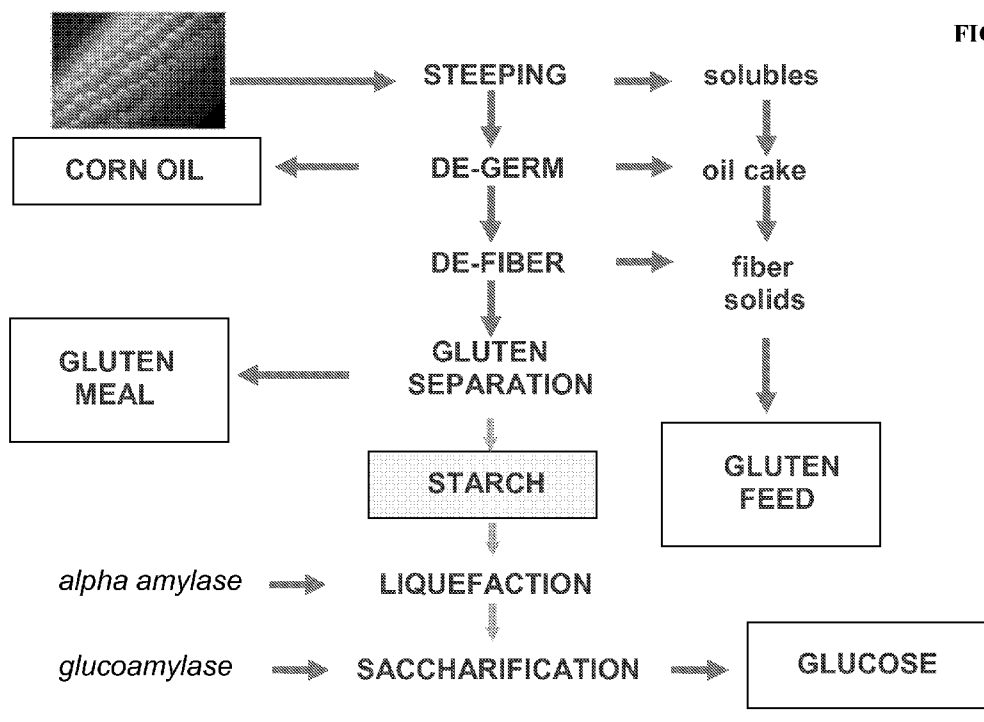 FIG
STEEPING
solubles
CORN OIL
DE-GERM
oil cake
DE-FIBER
fiber
solids
GLUTEN
MEAL
GLUTEN
SEPARATION
STARCH
GLUTEN
FEED
alpha amylase
LIQUEFACTION
glucoamylase
SACCHARIFICATION
GLUCOSE